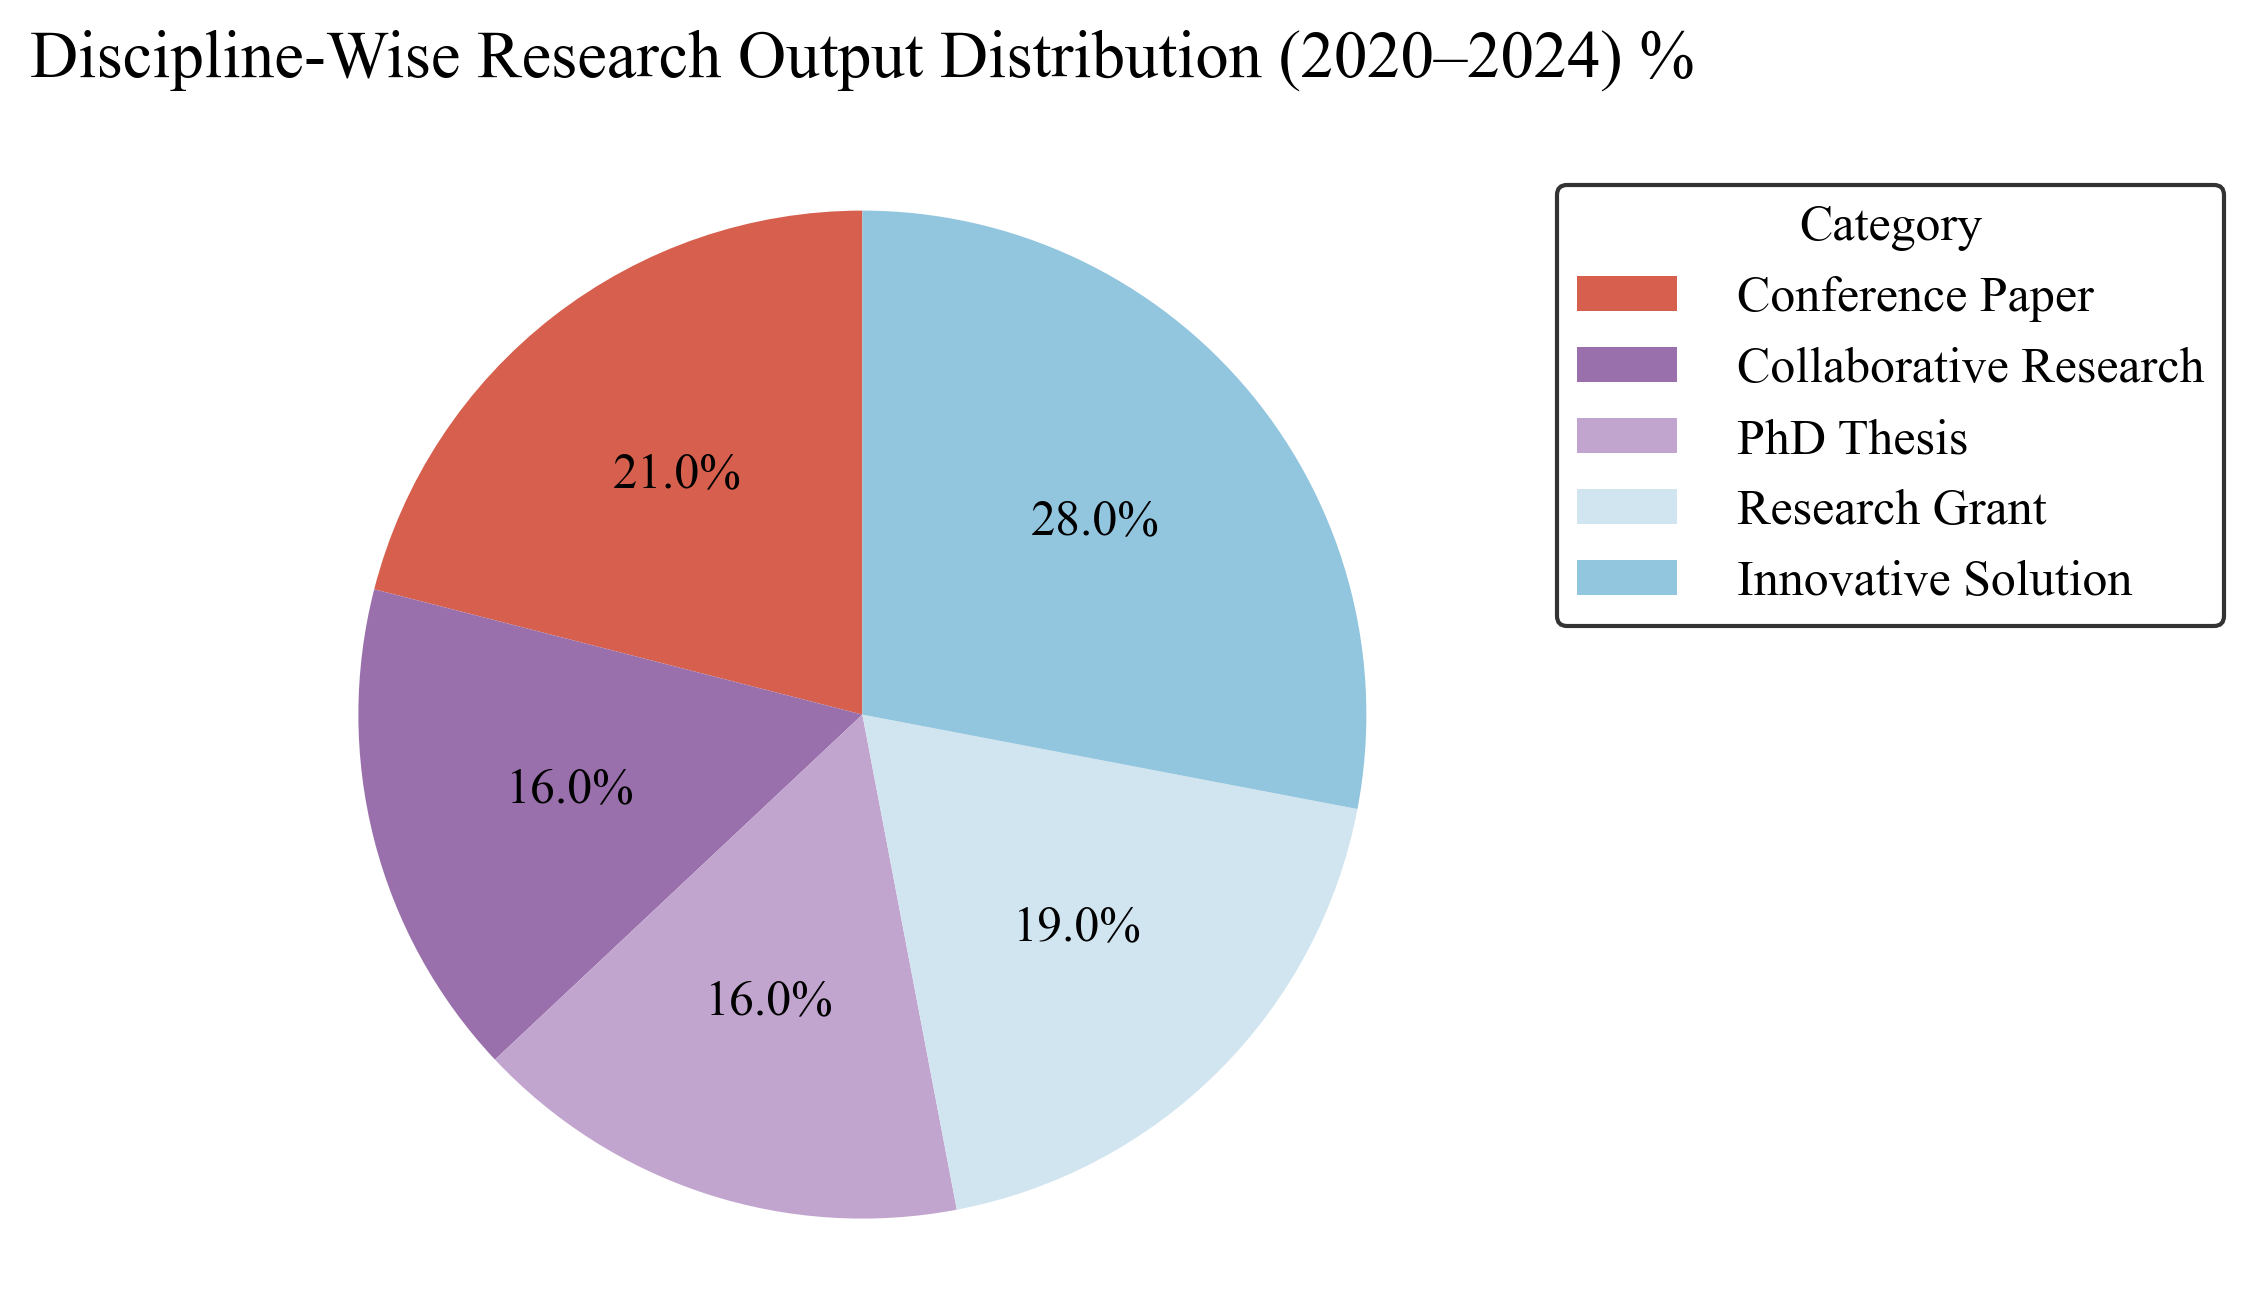 Discipline-Wise Research Output Distribution (2020–2024) %
Category
Conference Paper
Collaborative Research
PhD Thesis
Research Grant
Innovative Solution
21.0%
28.0%
16.0%
19.0%
16.0%